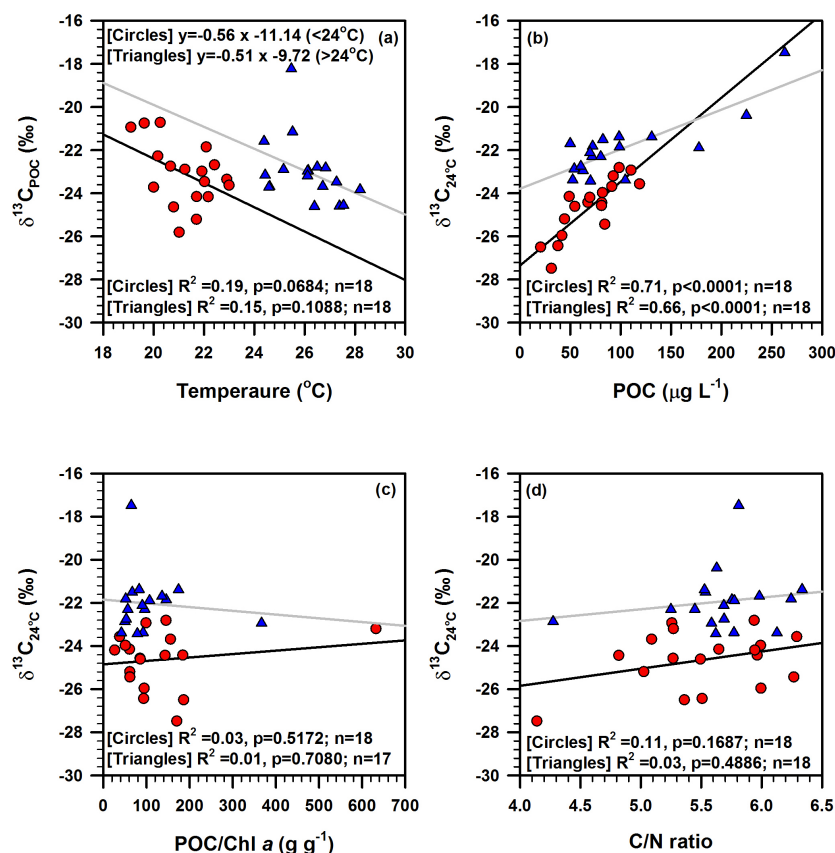 [Circles] y=-0.56 x -11.14 (<24°C)
(a)
[Triangles] y=-0.51 x -9.72 (>24°C)
-16
-18
-20
-22
-24
-26
-28
-30
δ¹³C_POC (‰)
[Circles] R² =0.19, p=0.0684; n=18
[Triangles] R² =0.15, p=0.1088; n=18
18 20 22 24 26 28 30
Temperaure (°C)
(b)
-16
-18
-20
-22
-24
-26
-28
-30
δ¹³C_24°C (‰)
[Circles] R² =0.71, p<0.0001; n=18
[Triangles] R² =0.66, p<0.0001; n=18
0 50 100 150 200 250 300
POC (μg L⁻¹)
(c)
-16
-18
-20
-22
-24
-26
-28
-30
δ¹³C_24°C (‰)
[Circles] R² =0.03, p=0.5172; n=18
[Triangles] R² =0.01, p=0.7080; n=17
0 100 200 300 400 500 600 700
POC/Chl a (g g⁻¹)
(d)
-16
-18
-20
-22
-24
-26
-28
-30
δ¹³C_24°C (‰)
[Circles] R² =0.11, p=0.1687; n=18
[Triangles] R² =0.03, p=0.4886; n=18
4.0 4.5 5.0 5.5 6.0 6.5
C/N ratio